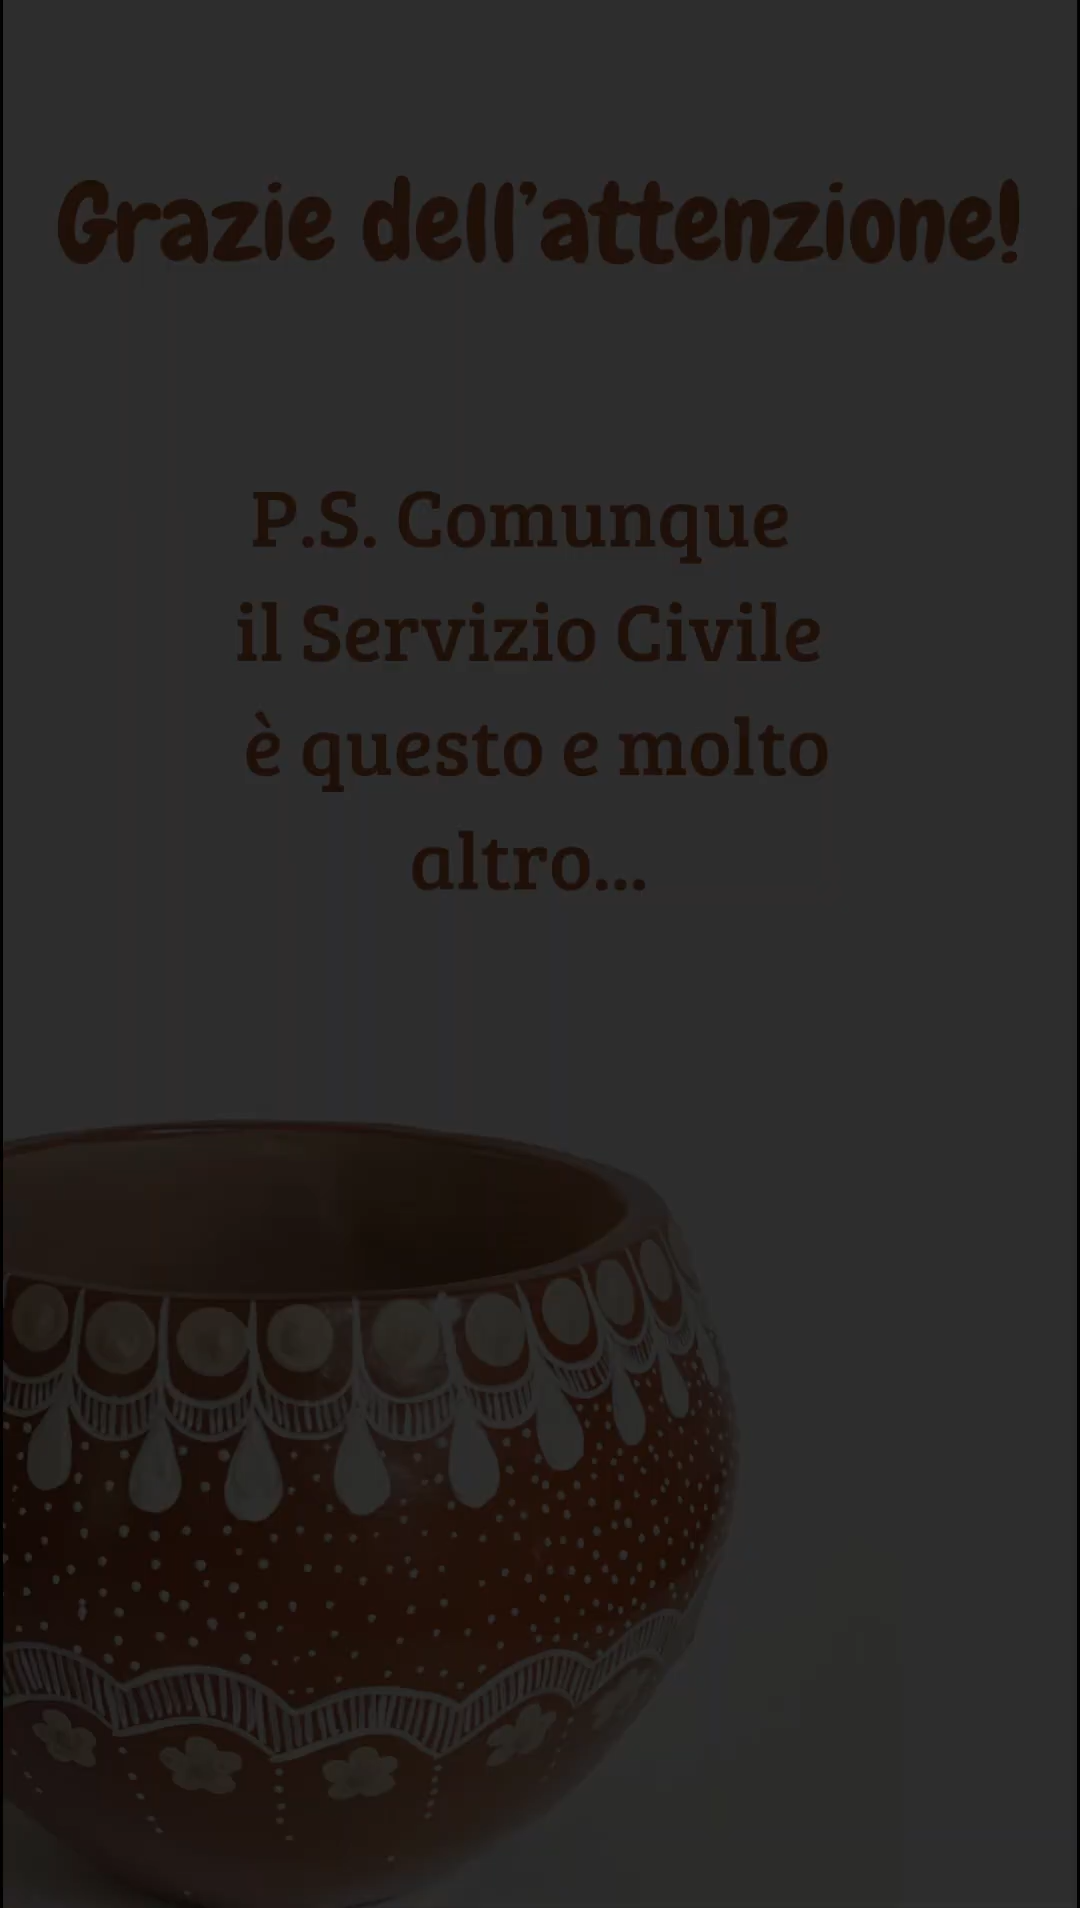 Grazie dell'attenzione!
P.S. Comunque
il Servizio Civile
è questo e molto
altro...